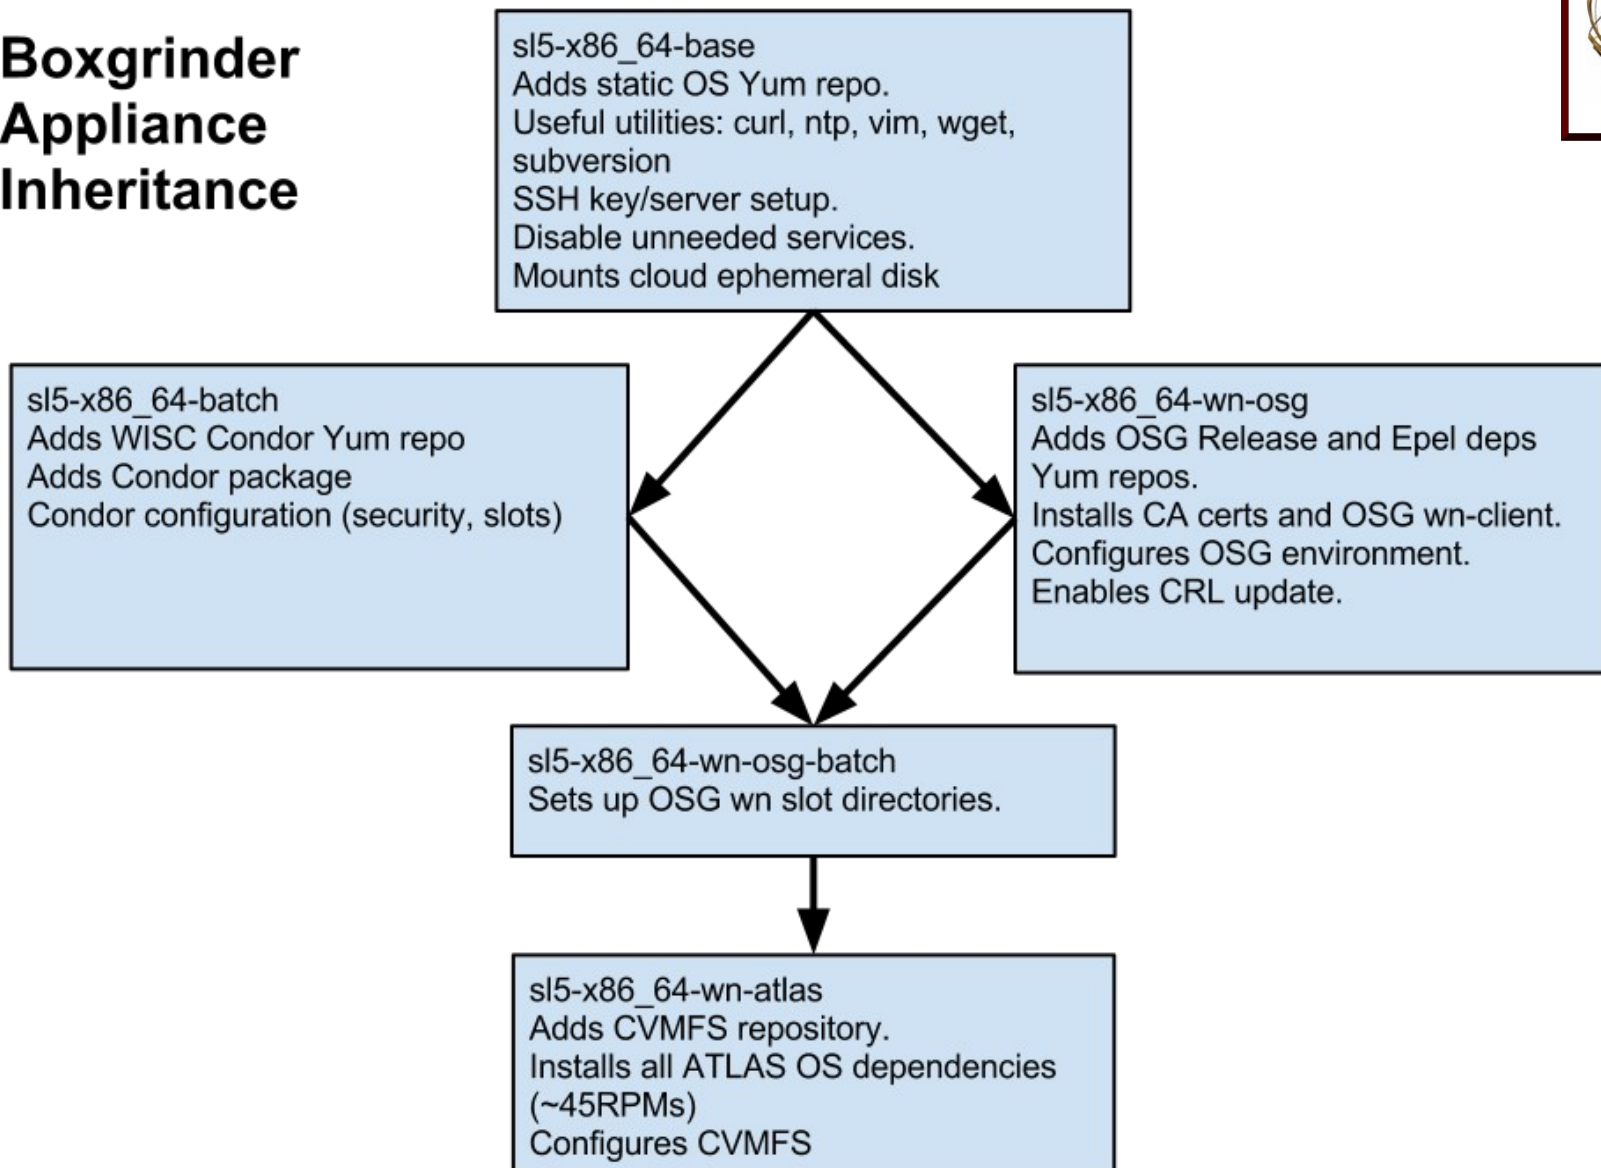 Boxgrinder
Appliance
Inheritance
sl5-x86_64-base
Adds static OS Yum repo.
Useful utilities: curl, ntp, vim, wget,
subversion
SSH key/server setup.
Disable unneeded services.
Mounts cloud ephemeral disk
sl5-x86_64-batch
Adds WISC Condor Yum repo
Adds Condor package
Condor configuration (security, slots)
sl5-x86_64-wn-osg
Adds OSG Release and Epel deps
Yum repos.
Installs CA certs and OSG wn-client.
Configures OSG environment.
Enables CRL update.
sl5-x86_64-wn-osg-batch
Sets up OSG wn slot directories.
sl5-x86_64-wn-atlas
Adds CVMFS repository.
Installs all ATLAS OS dependencies
(~45RPMs)
Configures CVMFS